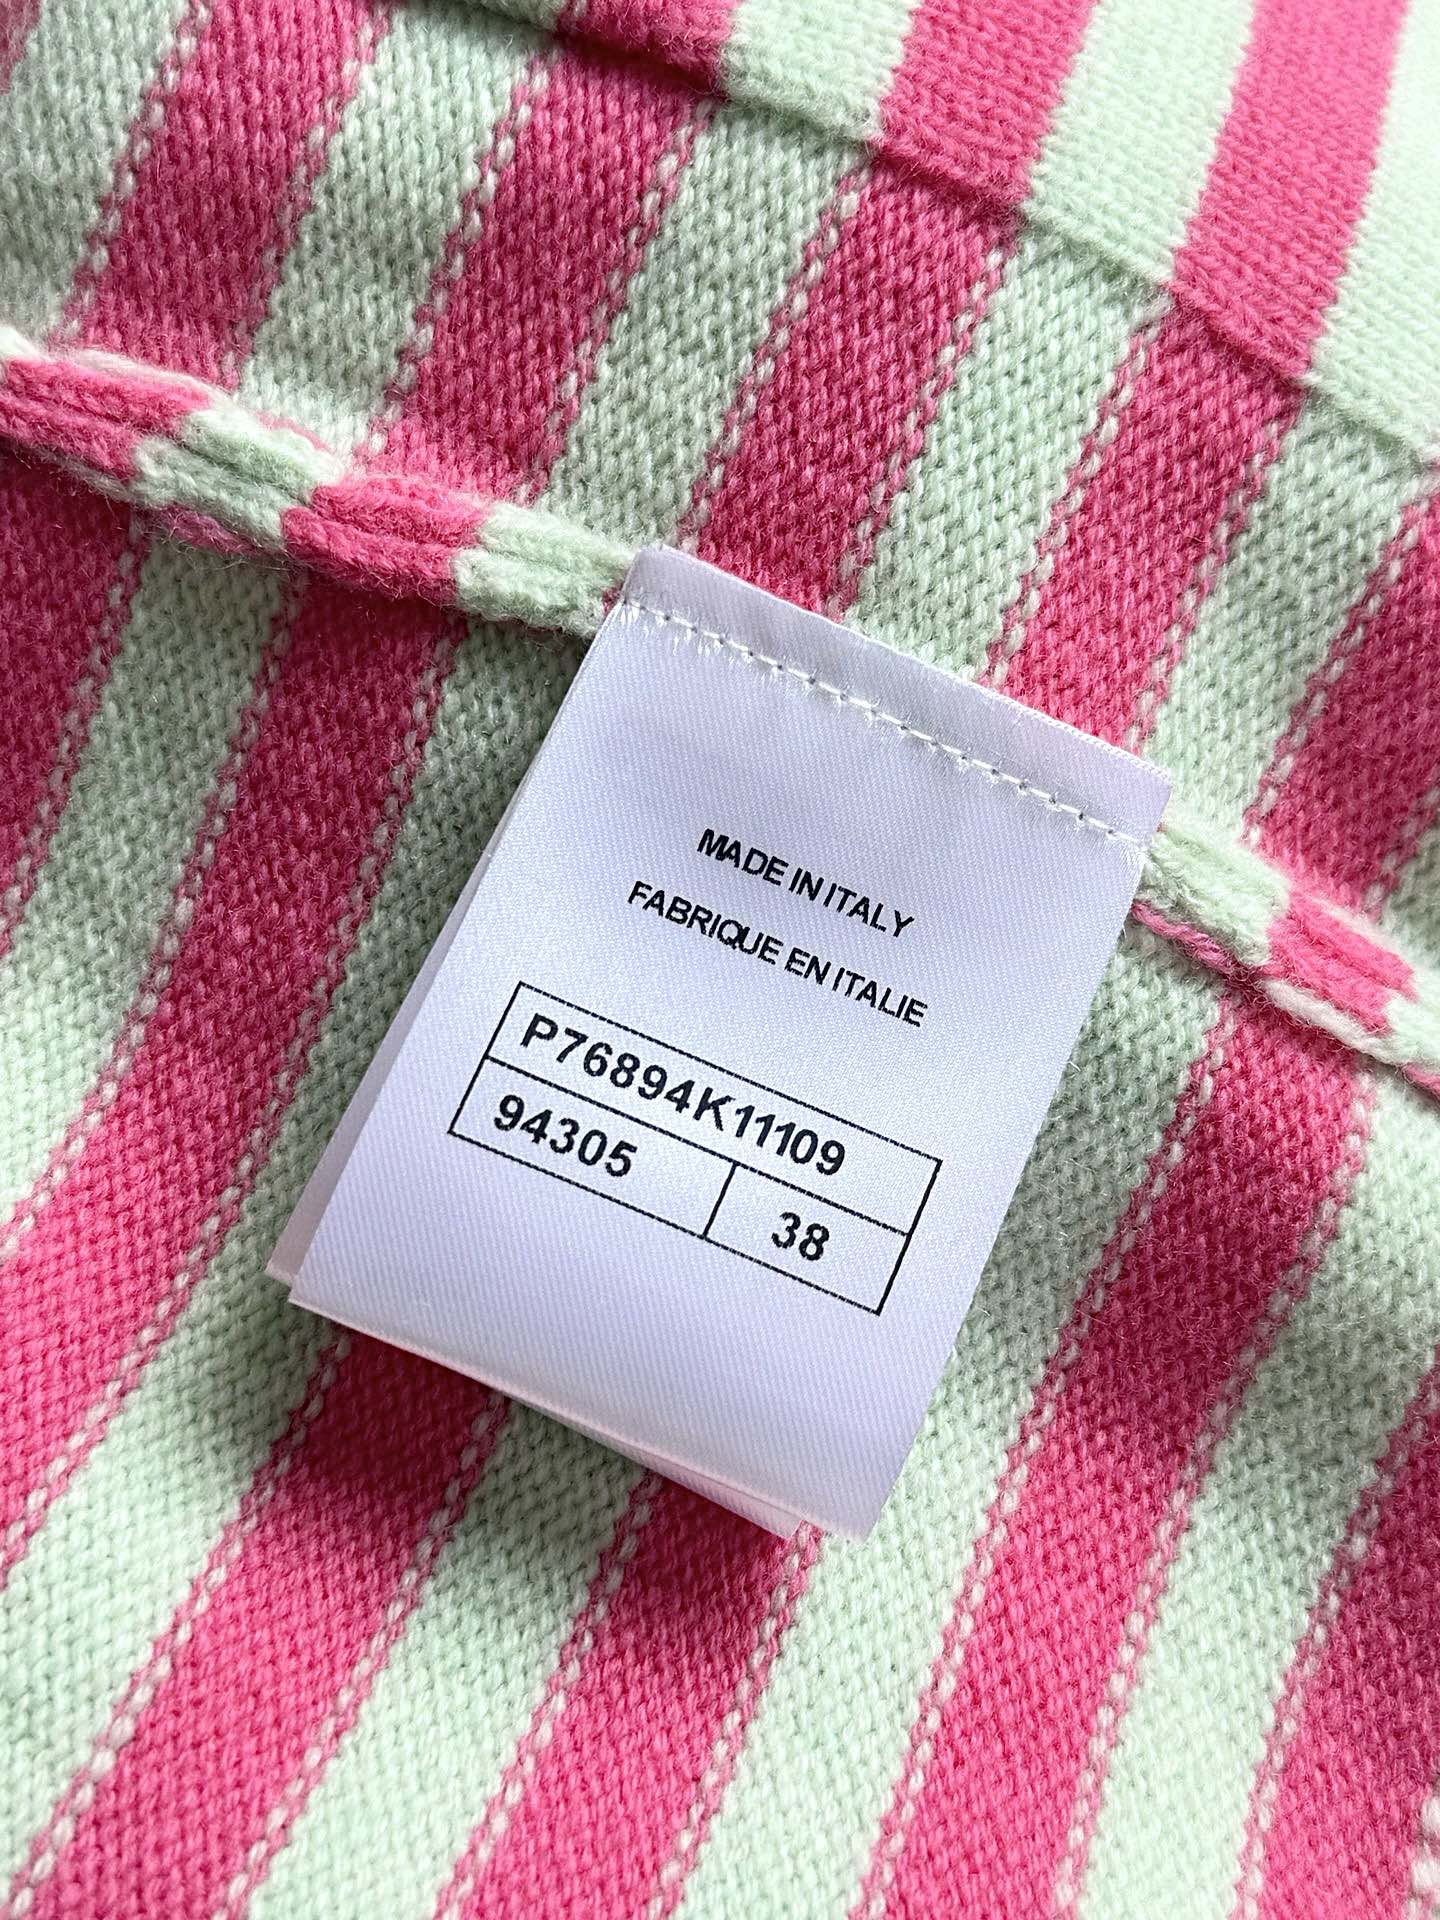 MADE IN ITALY
FABRIQUE EN ITALIE
P76894K11109
94305 38